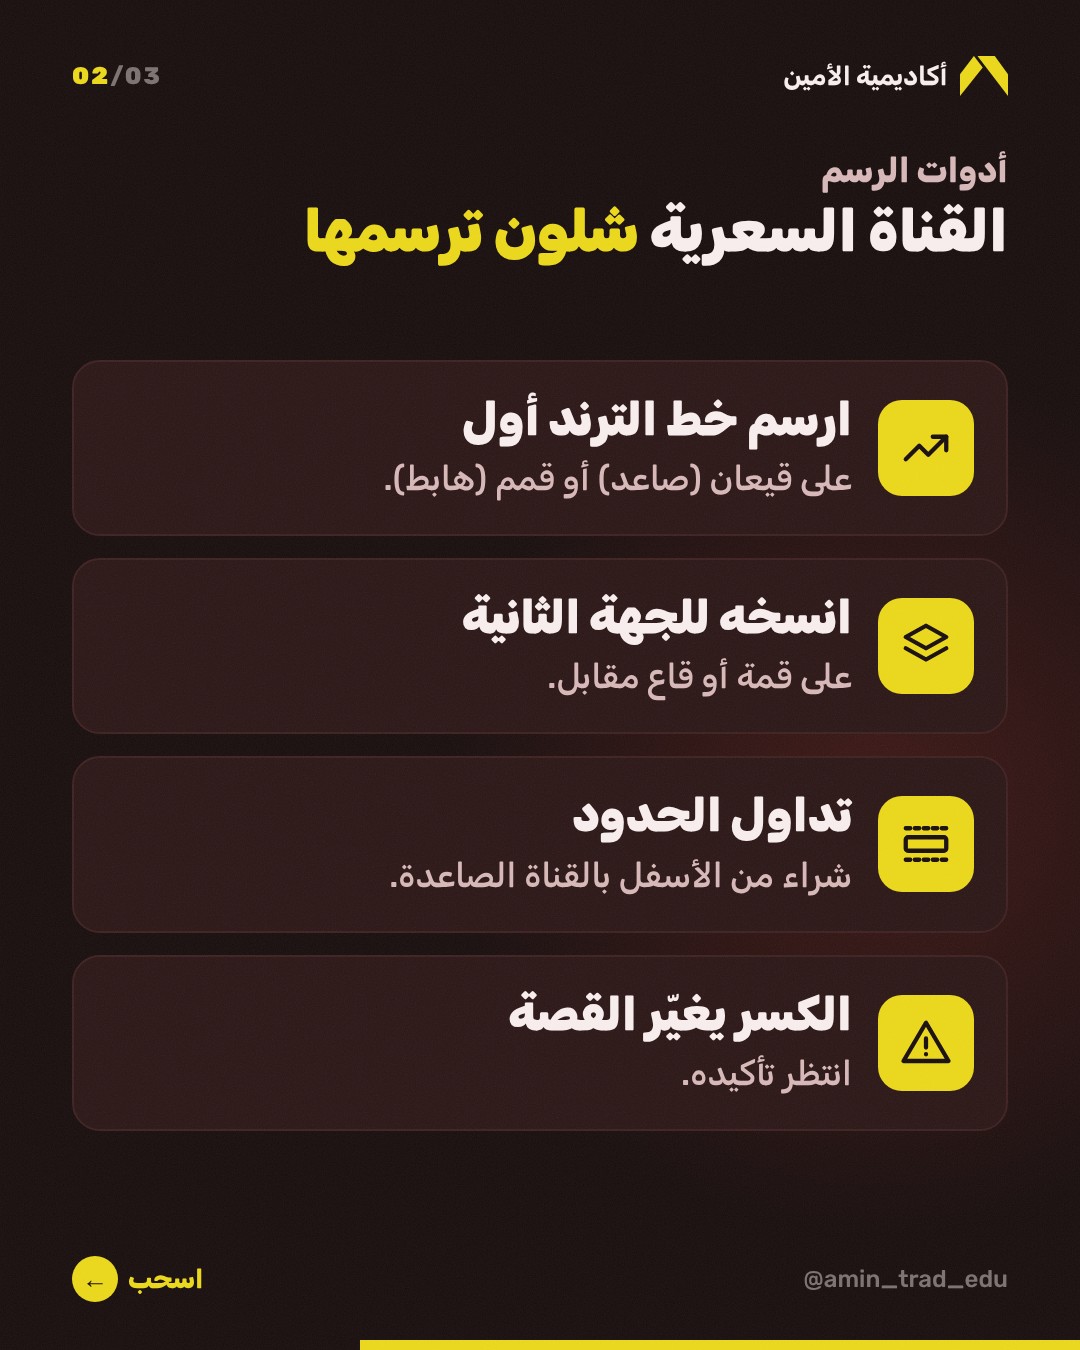 أكاديمية الأمين
02/03
أدوات الرسم
القناة السعرية شلون ترسمها
ارسم خط الترند أول
على قيعان (صاعد) أو قمم (هابط).
انسخه للجهة الثانية
على قمة أو قاع مقابل.
تداول الحدود
شراء من الأسفل بالقناة الصاعدة.
الكسر يغيّر القصة
انتظر تأكيده.
@amin_trad_edu
اسحب ←